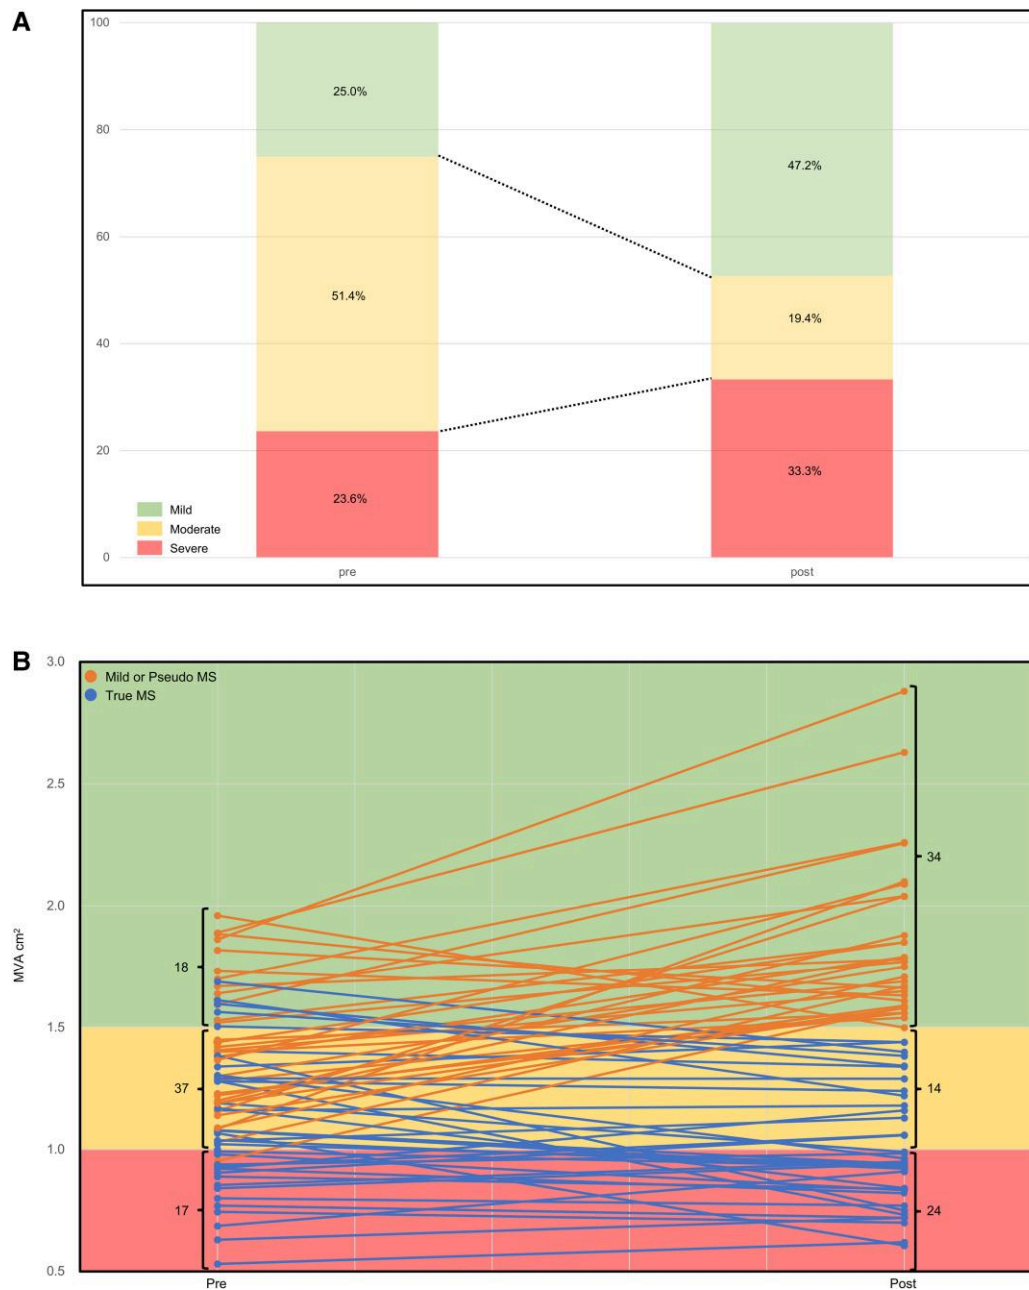 A
100
80
60
40
20
0
25.0%
51.4%
23.6%
47.2%
19.4%
33.3%
Mild
Moderate
Severe
pre
post
B
3.0
2.5
2.0
1.5
1.0
0.5
MVA cm²
Mild or Pseudo MS
True MS
18
37
17
34
14
24
Pre
Post